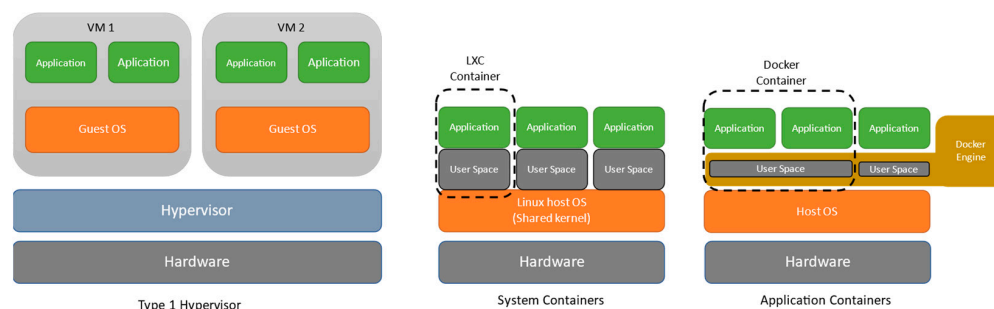 VM 1
Application
Aplication
Guest OS
VM 2
Application
Aplication
Guest OS
Hypervisor
Hardware
Type 1 Hypervisor
LXC
Container
Application
Application
Application
User Space
User Space
User Space
Linux host OS
(Shared kernel)
Hardware
System Containers
Docker
Container
Application
Application
Application
Docker
Engine
User Space
User Space
Host OS
Hardware
Application Containers